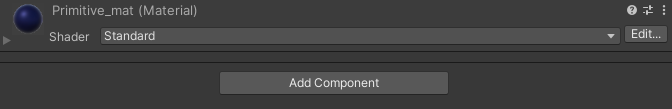 Primitive_mat (Material)
Shader Standard Edit...
Add Component